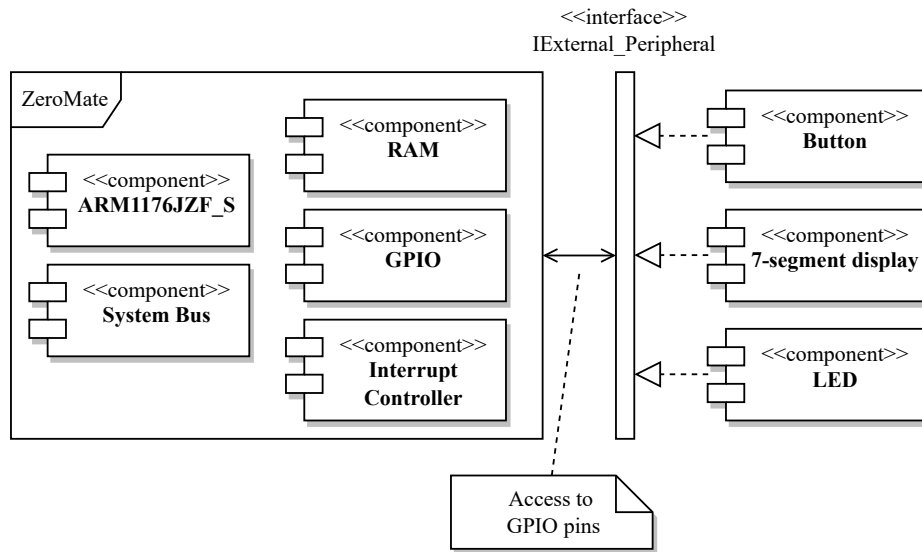 <<interface>>
IExternal_Peripheral
ZeroMate
<<component>>
ARM1176JZF_S
<<component>>
System Bus
<<component>>
RAM
<<component>>
GPIO
<<component>>
Interrupt
Controller
<<component>>
Button
<<component>>
7-segment display
<<component>>
LED
Access to
GPIO pins